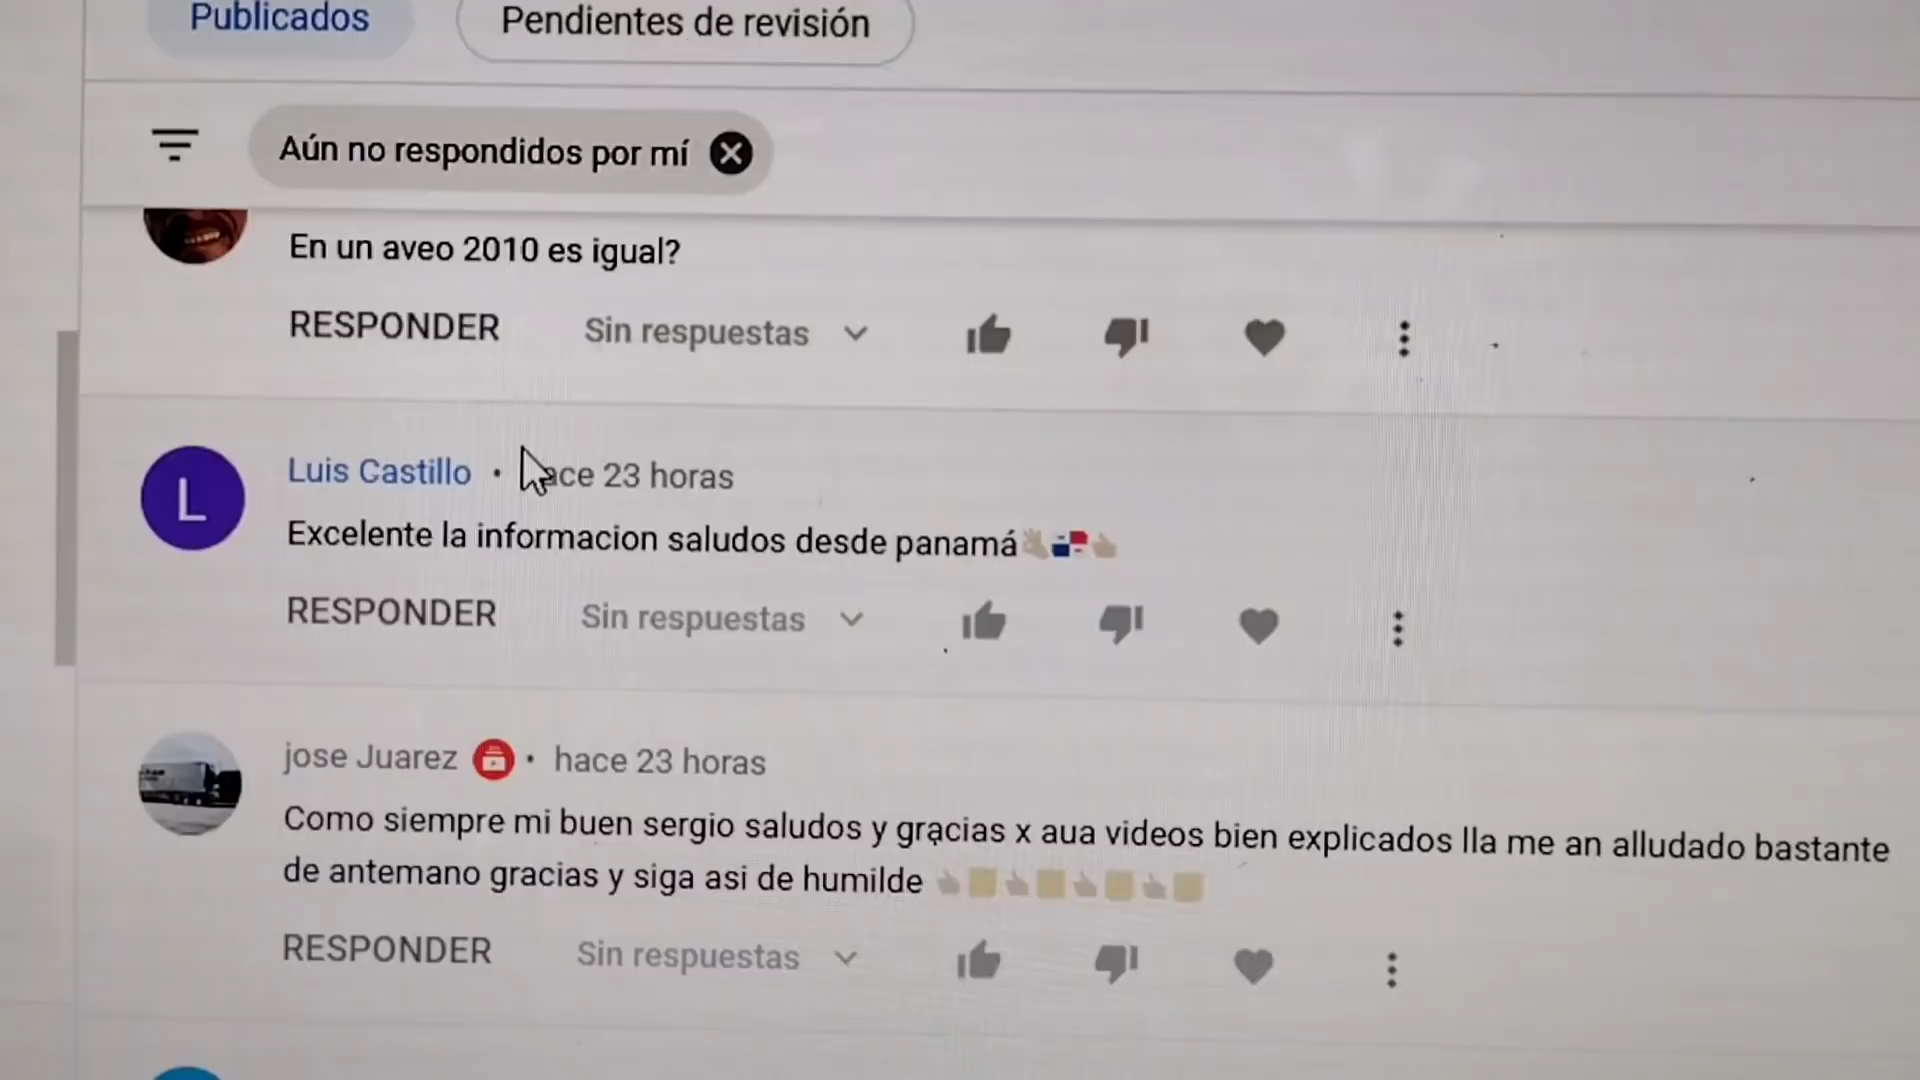 Publicados
Pendientes de revisión
Aún no respondidos por mí
En un aveo 2010 es igual?
RESPONDER
Sin respuestas
L
Luis Castillo • hace 23 horas
Excelente la informacion saludos desde panamá
RESPONDER
Sin respuestas
jose Juarez • hace 23 horas
Como siempre mi buen sergio saludos y gracias x aua videos bien explicados lla me an alludado bastante
de antemano gracias y siga asi de humilde
RESPONDER
Sin respuestas